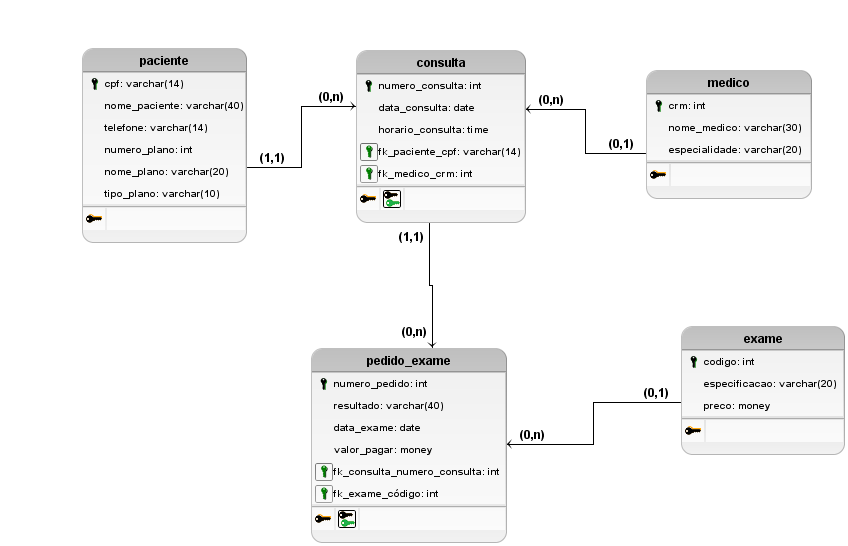 paciente
cpf: varchar(14)
nome_paciente: varchar(40)
telefone: varchar(14)
numero_plano: int
nome_plano: varchar(20)
tipo_plano: varchar(10)
(1,1)
(0,n)
consulta
numero_consulta: int
data_consulta: date
horario_consulta: time
fk_paciente_cpf: varchar(14)
fk_medico_crm: int
(0,n)
(0,1)
medico
crm: int
nome_medico: varchar(30)
especialidade: varchar(20)
(1,1)
(0,n)
pedido_exame
numero_pedido: int
resultado: varchar(40)
data_exame: date
valor_pagar: money
fk_consulta_numero_consulta: int
fk_exame_código: int
(0,n)
(0,1)
exame
codigo: int
especificacao: varchar(20)
preco: money